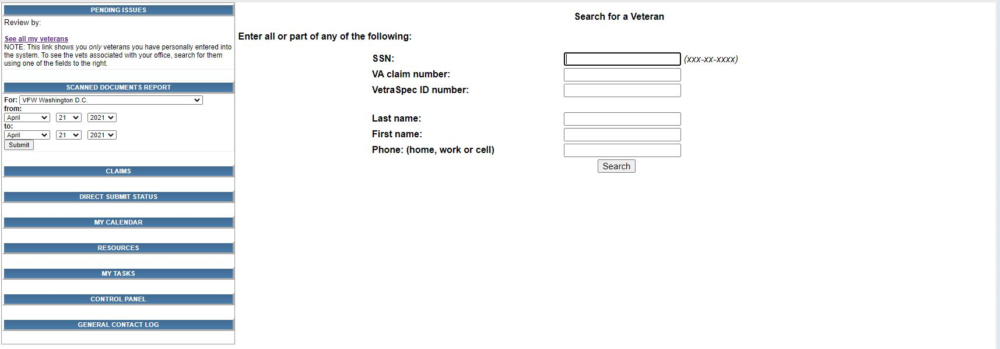 PENDING ISSUES
Review by:
See all my veterans
NOTE: This link shows you only veterans you have personally entered into
the system. To see the vets associated with your office, search for them
using one of the fields to the right.
SCANNED DOCUMENTS REPORT
For: VFW Washington D.C.
from:
April 21 2021
to:
April 21 2021
Submit
CLAIMS
DIRECT SUBMIT STATUS
MY CALENDAR
RESOURCES
MY TASKS
CONTROL PANEL
GENERAL CONTACT LOG
Search for a Veteran
Enter all or part of any of the following:
SSN: (xxx-xx-xxxx)
VA claim number:
VetraSpec ID number:
Last name:
First name:
Phone: (home, work or cell)
Search